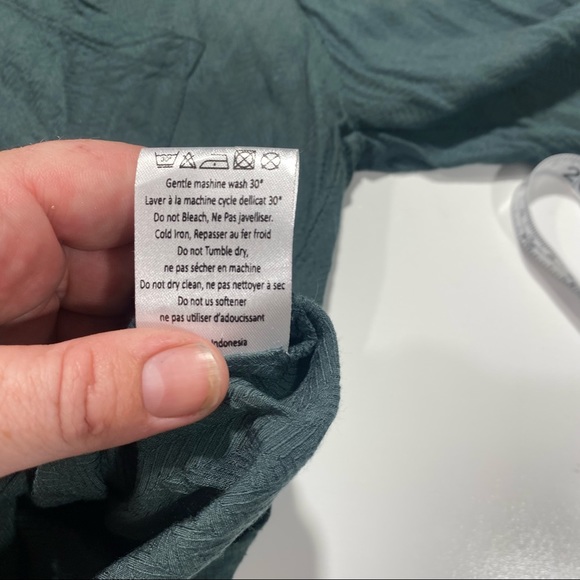 30
Gentle mashine wash 30°
Laver à la machine cycle dellicat 30°
Do not Bleach, Ne Pas javelliser.
Cold Iron, Repasser au fer froid
Do not Tumble dry,
ne pas sécher en machine
Do not dry clean, ne pas nettoyer à sec
Do not us softener
ne pas utiliser d'adoucissant
Indonesia